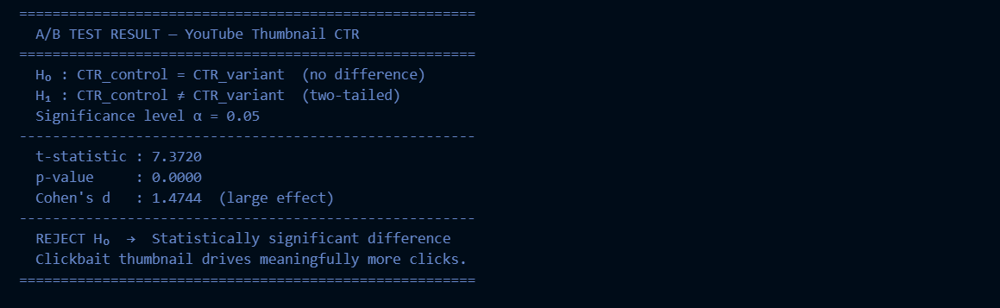 =======================================================
A/B TEST RESULT — YouTube Thumbnail CTR
=======================================================
H₀ : CTR_control = CTR_variant  (no difference)
H₁ : CTR_control ≠ CTR_variant  (two-tailed)
Significance level α = 0.05
-------------------------------------------------------
t-statistic : 7.3720
p-value     : 0.0000
Cohen's d   : 1.4744  (large effect)
-------------------------------------------------------
REJECT H₀  →  Statistically significant difference
Clickbait thumbnail drives meaningfully more clicks.
=======================================================